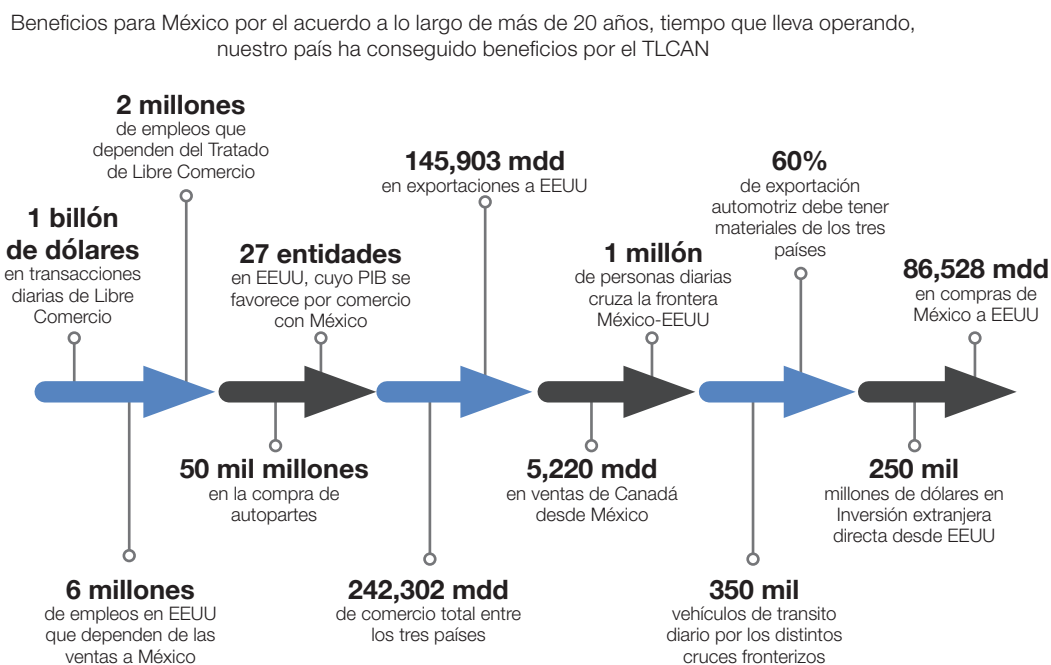 Beneficios para México por el acuerdo a lo largo de más de 20 años, tiempo que lleva operando,
nuestro país ha conseguido beneficios por el TLCAN
1 billón
de dólares
en transacciones
diarias de Libre
Comercio
2 millones
de empleos que
dependen del Tratado
de Libre Comercio
27 entidades
en EEUU, cuyo PIB se
favorece por comercio
con México
145,903 mdd
en exportaciones a EEUU
1 millón
de personas diarias
cruza la frontera
México-EEUU
60%
de exportación
automotriz debe tener
materiales de los tres
países
86,528 mdd
en compras de
México a EEUU
6 millones
de empleos en EEUU
que dependen de las
ventas a México
50 mil millones
en la compra de
autopartes
242,302 mdd
de comercio total entre
los tres países
5,220 mdd
en ventas de Canadá
desde México
350 mil
vehículos de transito
diario por los distintos
cruces fronterizos
250 mil
millones de dólares en
Inversión extranjera
directa desde EEUU